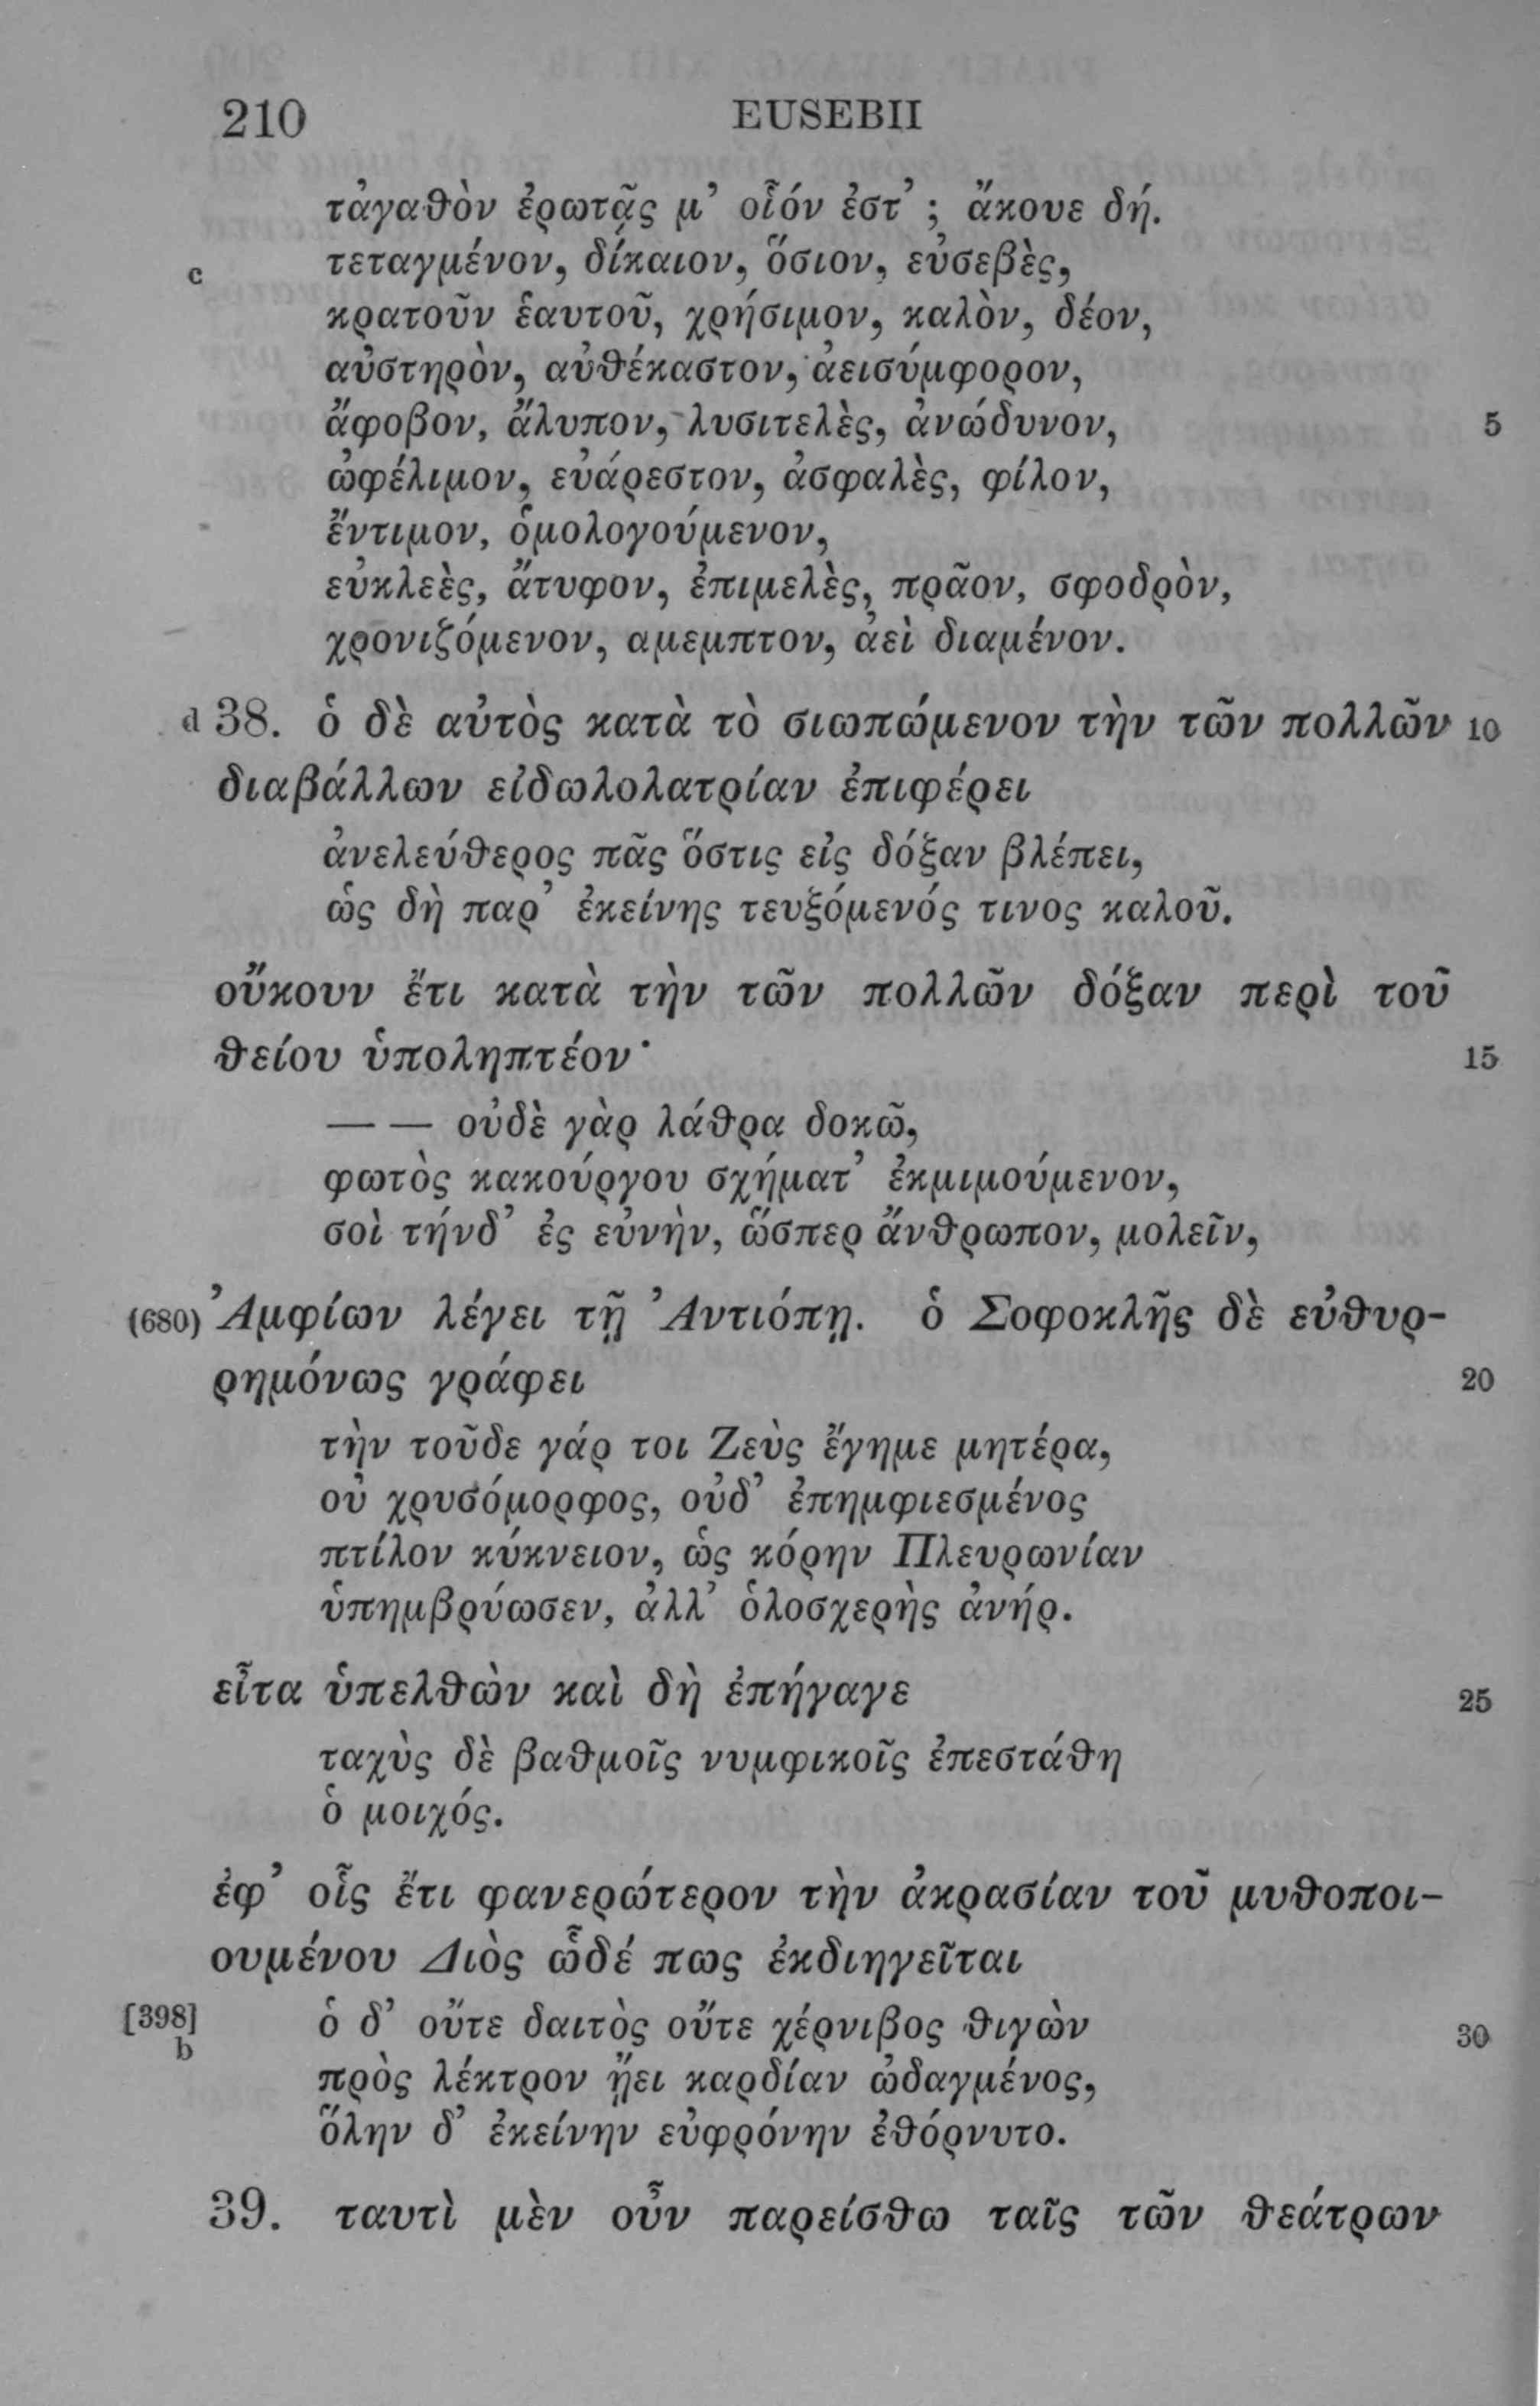 210 EUSEBII
τἀγαθὸν ἐρωτᾷς μ’ οἷόν ἐστ’ ; ἄκουε δή.
c τεταγμένον, δίκαιον, ὅσιον, εὐσεβὲς,
κρατοῦν ἑαυτοῦ, χρήσιμον, καλὸν, δέον,
αὐστηρὸν, αὐθέκαστον, ἀεισύμφορον,
ἄφοβον, ἄλυπον, λυσιτελὲς, ἀνώδυνον, 5
ὠφέλιμον, εὐάρεστον, ἀσφαλὲς, φίλον,
ἔντιμον, ὁμολογούμενον,
εὐκλεὲς, ἄτυφον, ἐπιμελὲς, πρᾶον, σφοδρὸν,
χρονιζόμενον, αμεμπτον, ἀεὶ διαμένον.
d 38. ὁ δὲ αὐτὸς κατὰ τὸ σιωπώμενον τὴν τῶν πολλῶν 10
διαβάλλων εἰδωλολατρίαν ἐπιφέρει
ἀνελεύθερος πᾶς ὅστις εἰς δόξαν βλέπει,
ὡς δὴ παρ’ ἐκείνης τευξόμενός τινος καλοῦ.
οὔκουν ἔτι κατὰ τὴν τῶν πολλῶν δόξαν περὶ τοῦ
θείου ὑποληπτέον· 15
— — οὐδὲ γὰρ λάθρα δοκῶ,
φωτὸς κακούργου σχήματ’ ἐκμιμούμενον,
σοὶ τήνδ’ ἐς εὐνὴν, ὥσπερ ἄνθρωπον, μολεῖν,
(680) Ἀμφίων λέγει τῇ Ἀντιόπῃ. ὁ Σοφοκλῆς δὲ εὐθυρ-
ρημόνως γράφει 20
τὴν τοῦδε γάρ τοι Ζεὺς ἔγημε μητέρα,
οὐ χρυσόμορφος, οὐδ’ ἐπημφιεσμένος
πτίλον κύκνειον, ὡς κόρην Πλευρωνίαν
ὑπημβρύωσεν, ἀλλ’ ὁλοσχερὴς ἀνήρ.
εἶτα ὑπελθὼν καὶ δὴ ἐπήγαγε 25
ταχὺς δὲ βαθμοῖς νυμφικοῖς ἐπεστάθη
ὁ μοιχός.
ἐφ’ οἷς ἔτι φανερώτερον τὴν ἀκρασίαν τοῦ μυθοποι-
ουμένου Διὸς ὧδέ πως ἐκδιηγεῖται
[398] b ὁ δ’ οὔτε δαιτὸς οὔτε χέρνιβος θιγὼν 30
πρὸς λέκτρον ᾔει καρδίαν ὠδαγμένος,
ὅλην δ’ ἐκείνην εὐφρόνην ἐθόρνυτο.
39. ταυτὶ μὲν οὖν παρείσθω ταῖς τῶν θεάτρων